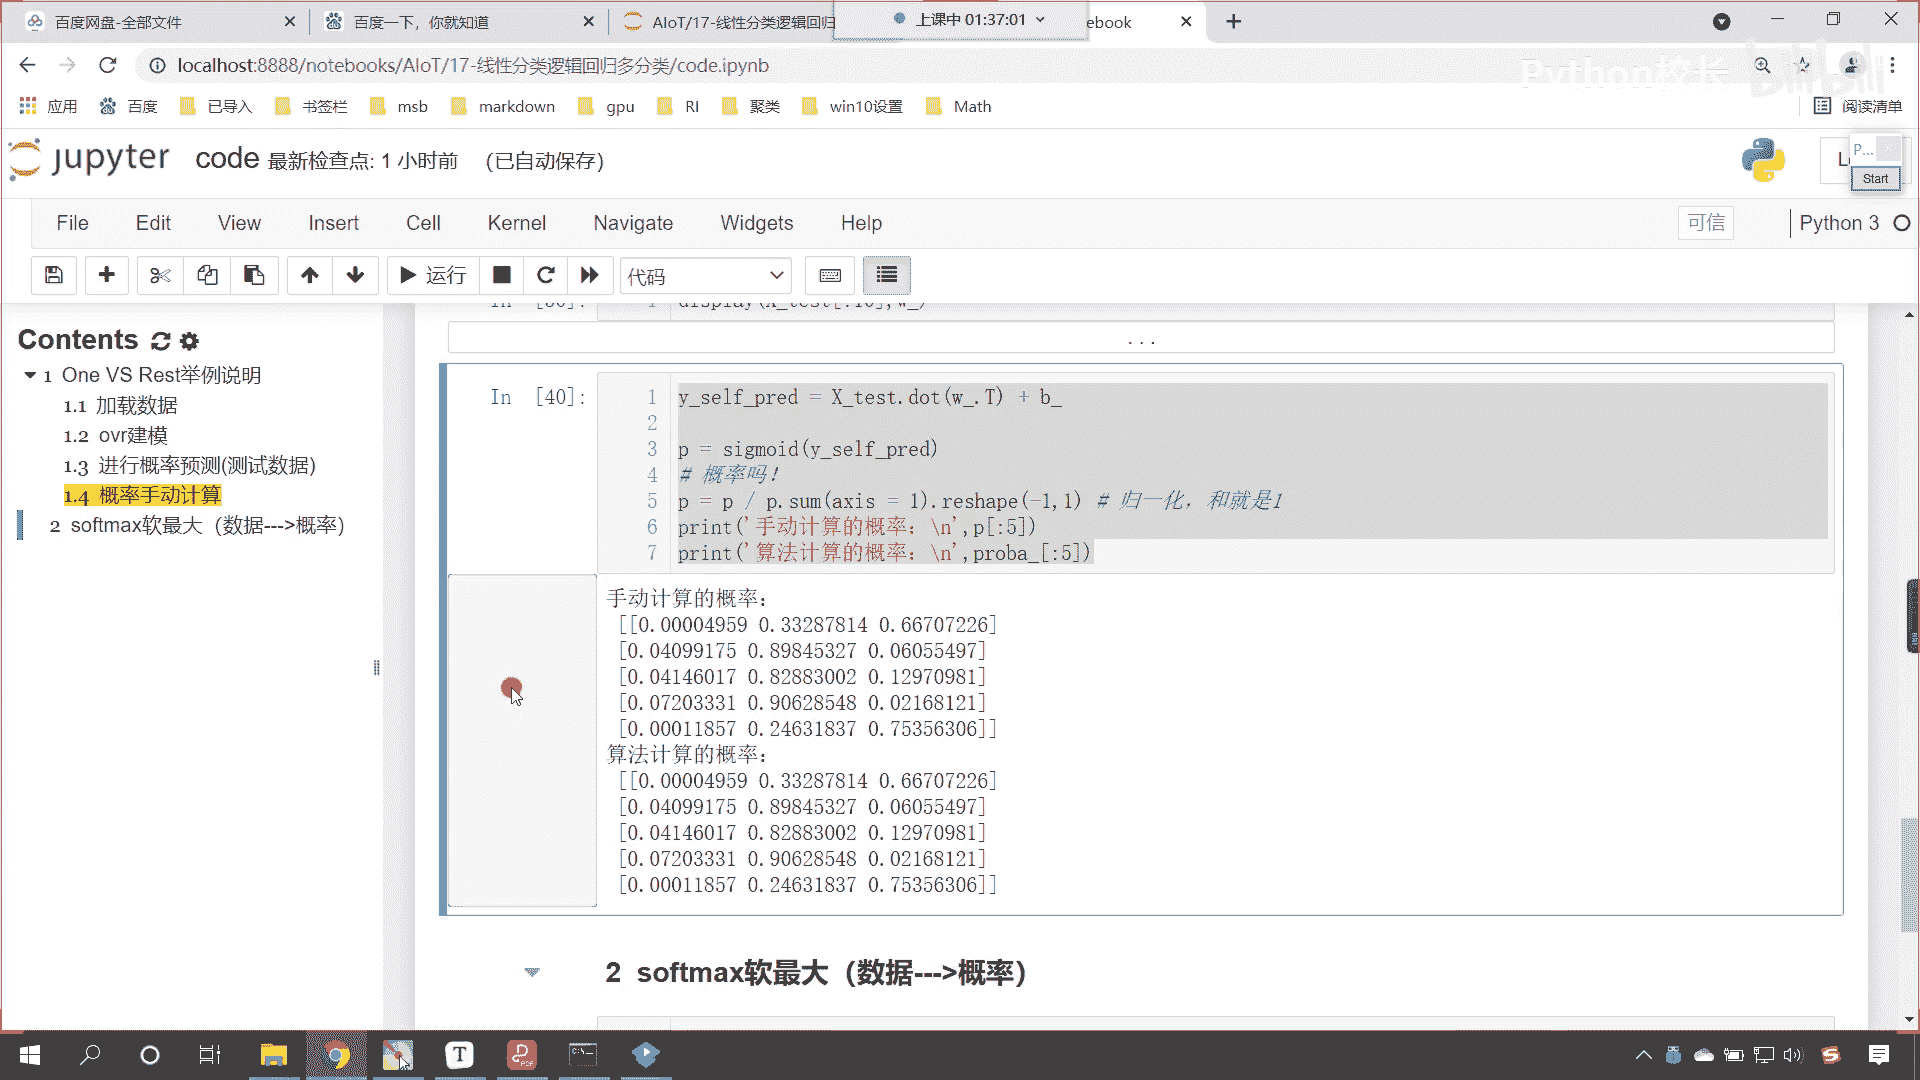 百度网盘-全部文件
百度一下，你就知道
AIoT/17-线性分类逻辑回归
上课中 01:37:01
ebook
localhost:8888/notebooks/AIoT/17-线性分类逻辑回归多分类/code.ipynb
Python校长
bilibili
应用 百度 已导入 书签栏 msb markdown gpu RI 聚类 win10设置 Math 阅读清单
jupyter code 最新检查点: 1 小时前 (已自动保存)
P...
Start
File Edit View Insert Cell Kernel Navigate Widgets Help 可信 Python 3
运行 代码
Contents
1 One VS Rest举例说明
1.1 加载数据
1.2 ovr建模
1.3 进行概率预测(测试数据)
1.4 概率手动计算
2 softmax软最大（数据--->概率）
...
In [40]:
1 y_self_pred = X_test.dot(w_.T) + b_
2
3 p = sigmoid(y_self_pred)
4 # 概率吗！
5 p = p / p.sum(axis = 1).reshape(-1,1) # 归一化，和就是1
6 print('手动计算的概率：\n',p[:5])
7 print('算法计算的概率：\n',proba_[:5])
手动计算的概率：
[[0.00004959 0.33287814 0.66707226]
[0.04099175 0.89845327 0.06055497]
[0.04146017 0.82883002 0.12970981]
[0.07203331 0.90628548 0.02168121]
[0.00011857 0.24631837 0.75356306]]
算法计算的概率：
[[0.00004959 0.33287814 0.66707226]
[0.04099175 0.89845327 0.06055497]
[0.04146017 0.82883002 0.12970981]
[0.07203331 0.90628548 0.02168121]
[0.00011857 0.24631837 0.75356306]]
2 softmax软最大（数据--->概率）